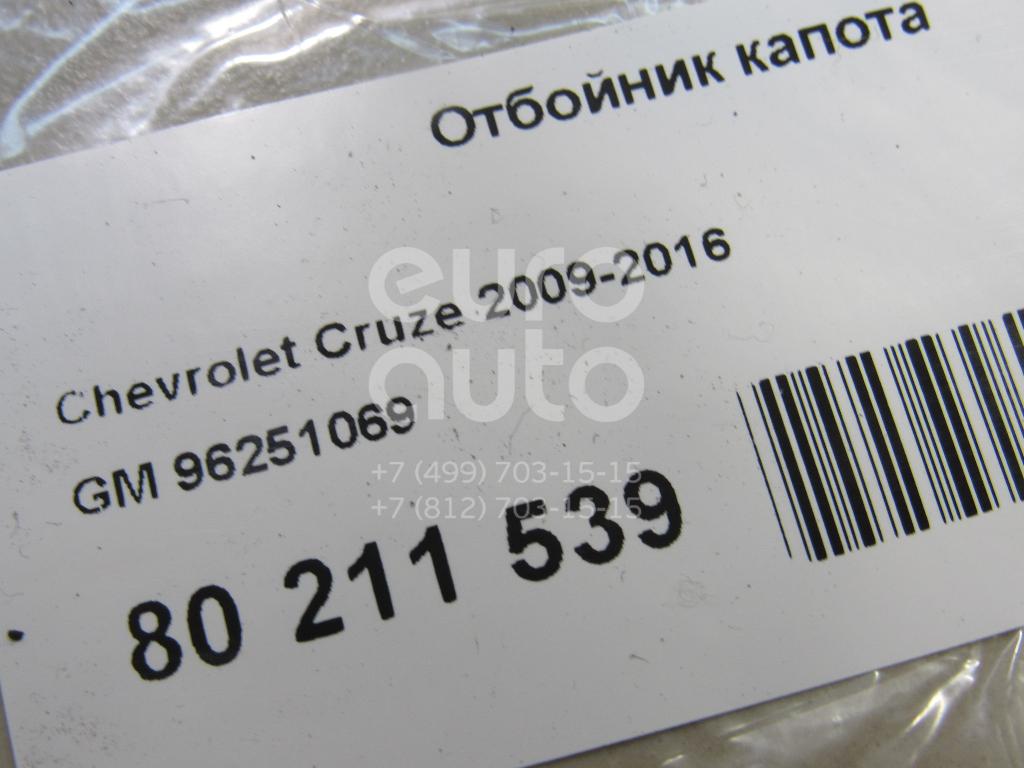 Отбойник капота
Chevrolet Cruze 2009-2016
GM 96251069
80 211 539
euro
auto
+7 (499) 703-15-15
+7 (812) 703-15-15